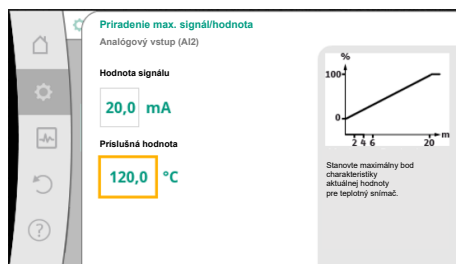 Priradenie max. signál/hodnota
Analógový vstup (AI2)
Hodnota signálu
20,0 mA
Príslušná hodnota
120,0 °C
%
100
0
2 4 6 20 m
Stanovte maximálny bod
charakteristiky
aktuálnej hodnoty
pre teplotný snímač.
?